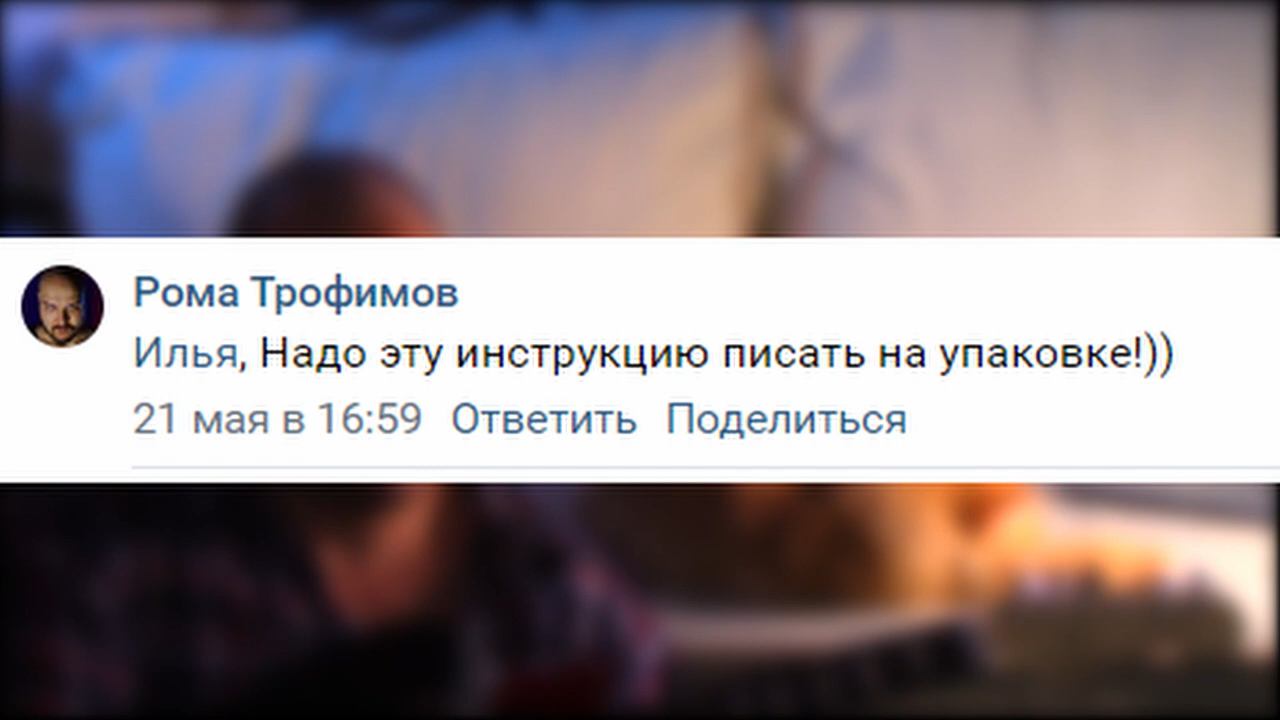 Рома Трофимов
Илья, Надо эту инструкцию писать на упаковке!))
21 мая в 16:59 Ответить Поделиться